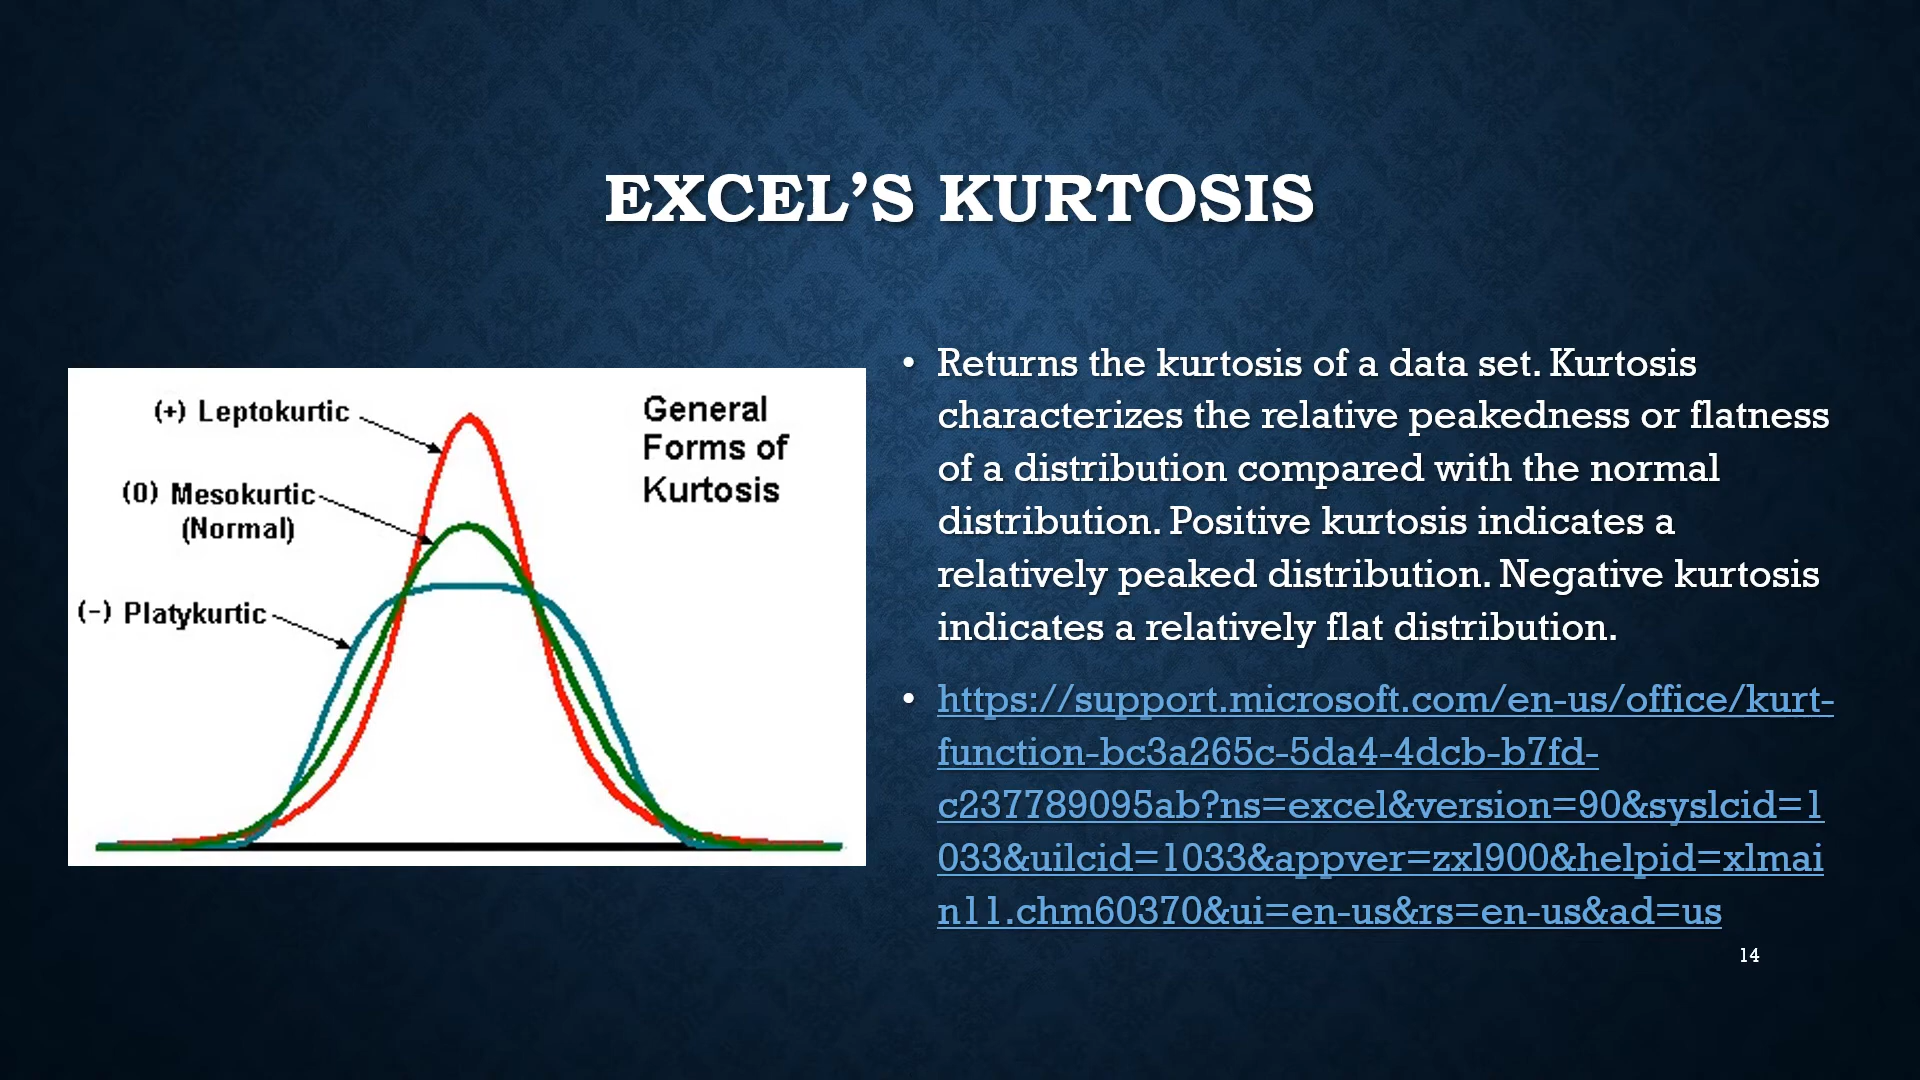 EXCEL’S KURTOSIS
(+) Leptokurtic
General
Forms of
Kurtosis
(0) Mesokurtic
(Normal)
(-) Platykurtic
• Returns the kurtosis of a data set. Kurtosis
characterizes the relative peakedness or flatness
of a distribution compared with the normal
distribution. Positive kurtosis indicates a
relatively peaked distribution. Negative kurtosis
indicates a relatively flat distribution.
• https://support.microsoft.com/en-us/office/kurt-
function-bc3a265c-5da4-4dcb-b7fd-
c237789095ab?ns=excel&version=90&syslcid=1
033&uilcid=1033&appver=zxl900&helpid=xlmai
n11.chm60370&ui=en-us&rs=en-us&ad=us
14